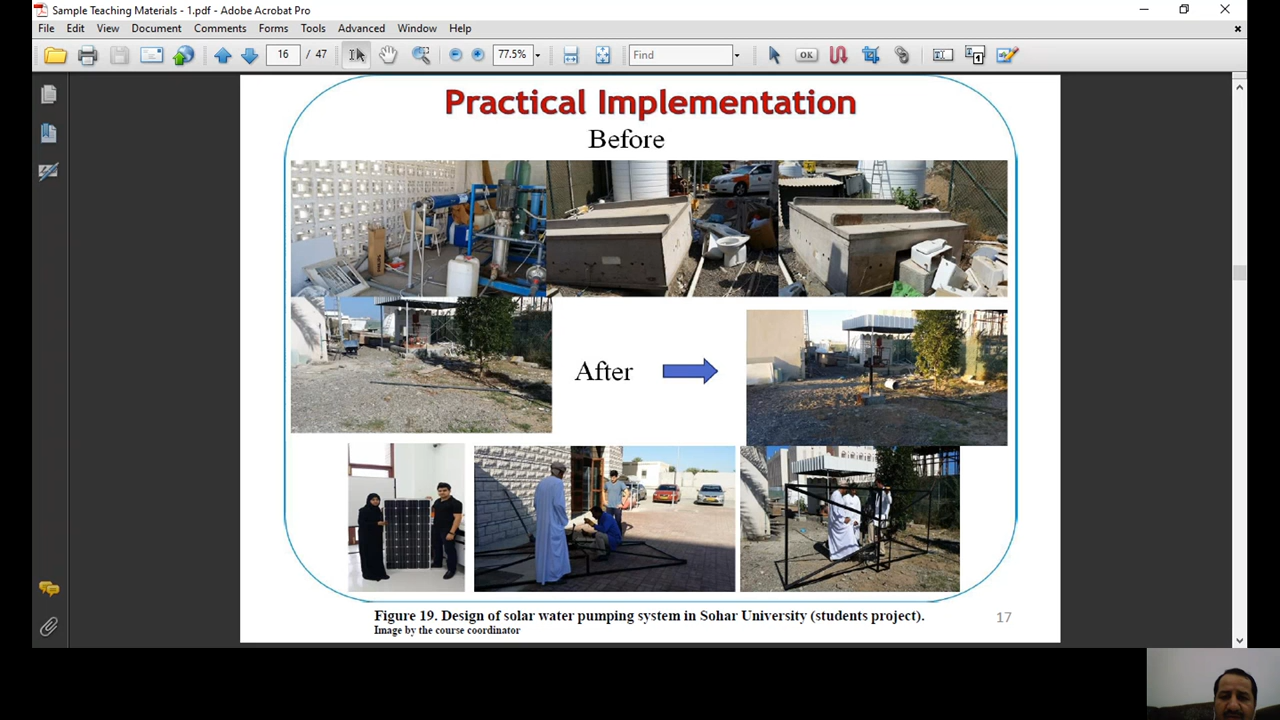 Sample Teaching Materials - 1.pdf - Adobe Acrobat Pro
File Edit View Document Comments Forms Tools Advanced Window Help
16 / 47 77.5% Find
OK
1
Practical Implementation
Before
After
Figure 19. Design of solar water pumping system in Sohar University (students project).
Image by the course coordinator
17